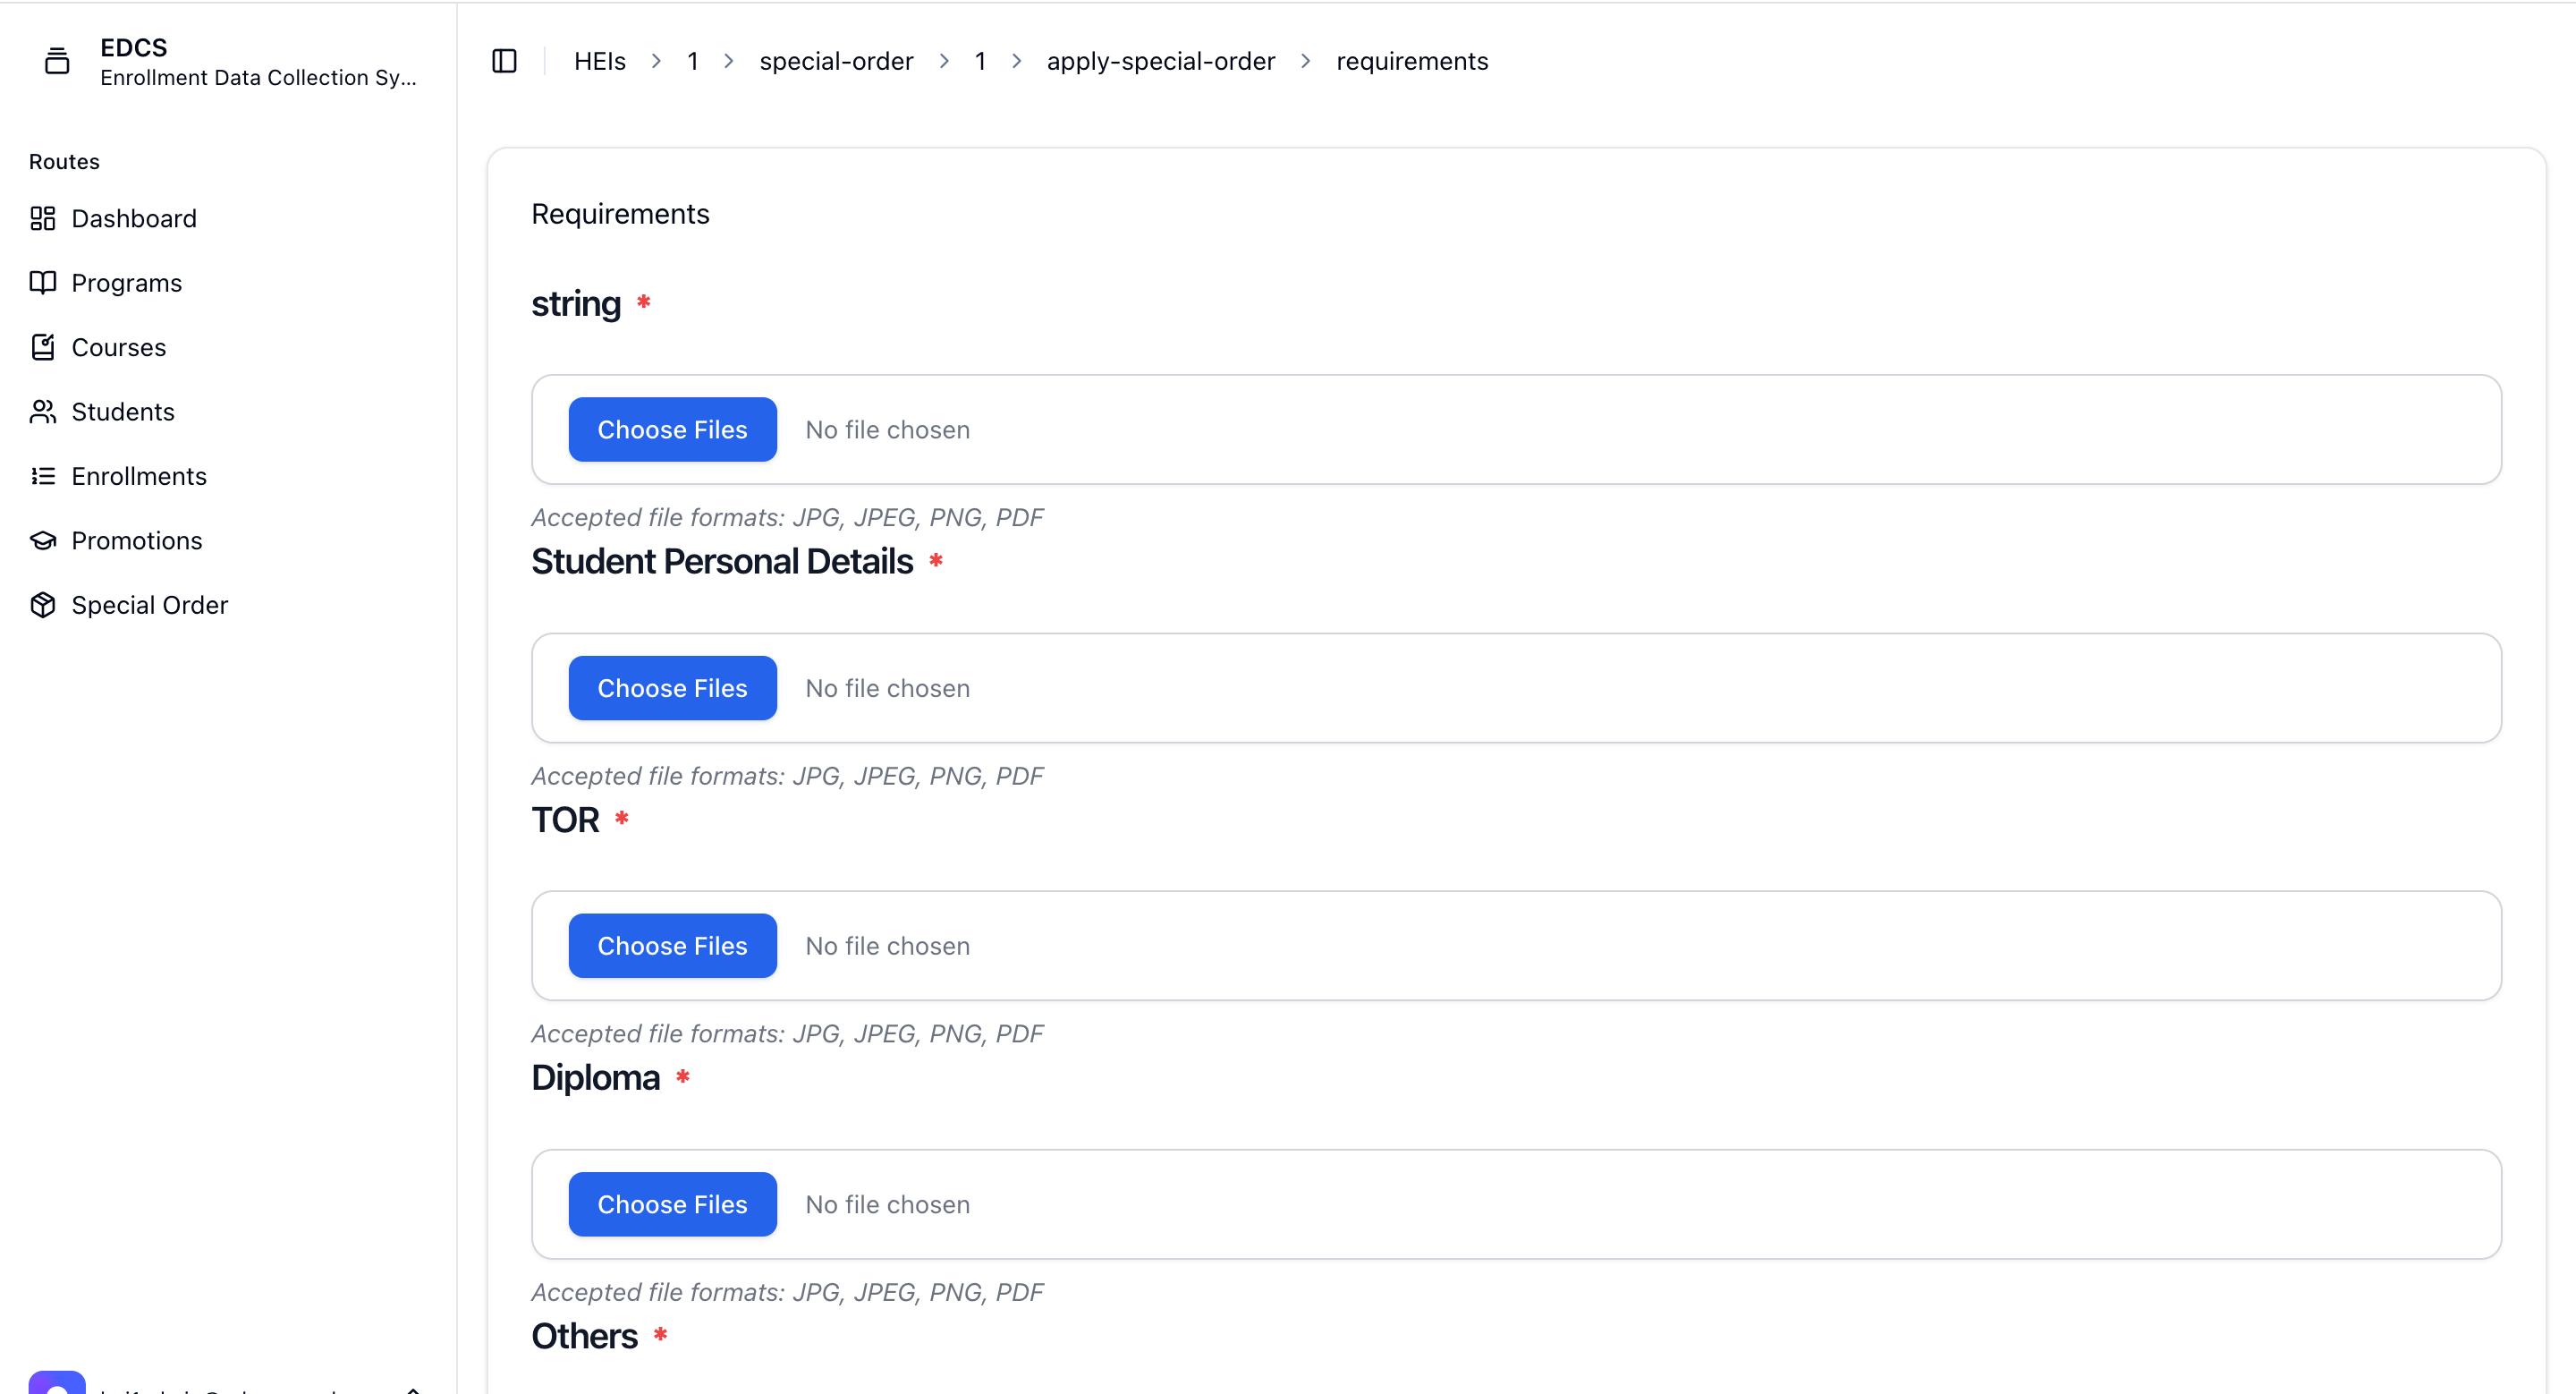 EDCS
Enrollment Data Collection Sy...
Routes
Dashboard
Programs
Courses
Students
Enrollments
Promotions
Special Order
HEIs > 1 > special-order > 1 > apply-special-order > requirements
Requirements
string *
Choose Files No file chosen
Accepted file formats: JPG, JPEG, PNG, PDF
Student Personal Details *
Choose Files No file chosen
Accepted file formats: JPG, JPEG, PNG, PDF
TOR *
Choose Files No file chosen
Accepted file formats: JPG, JPEG, PNG, PDF
Diploma *
Choose Files No file chosen
Accepted file formats: JPG, JPEG, PNG, PDF
Others *